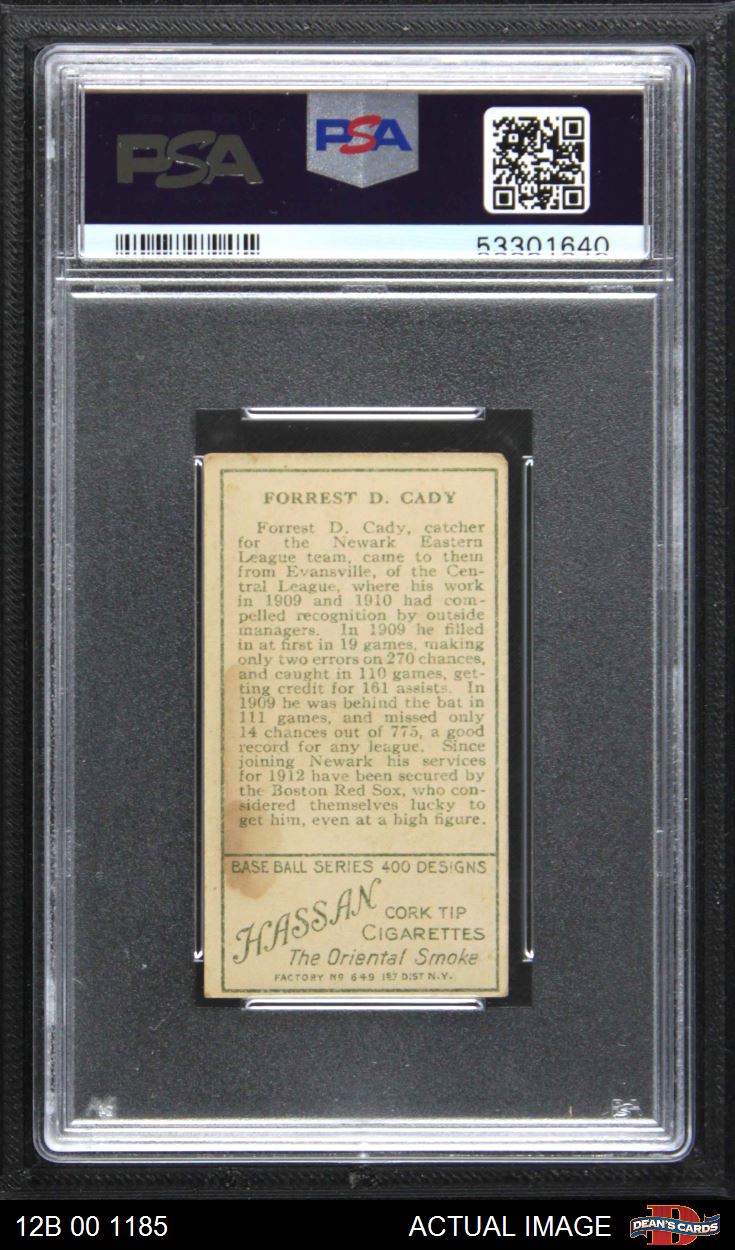 PSA
PSA
53301640
FORREST D. CADY
Forrest D. Cady, catcher
for the Newark Eastern
League team, came to them
from Evansville, of the Cen-
tral League, where his work
in 1909 and 1910 had com-
pelled recognition by outside
managers. In 1909 he filled
in at first in 19 games, making
only two errors on 270 chances,
and caught in 110 games, get-
ting credit for 161 assists. In
1909 he was behind the bat in
111 games, and missed only
14 chances out of 775, a good
record for any league. Since
joining Newark his services
for 1912 have been secured by
the Boston Red Sox, who con-
sidered themselves lucky to
get him, even at a high figure.
BASE BALL SERIES 400 DESIGNS
HASSAN
CORK TIP
CIGARETTES
The Oriental Smoke
FACTORY Nº 649 1ST DIST N.Y.
12B 00 1185
ACTUAL IMAGE
DEAN'S CARDS